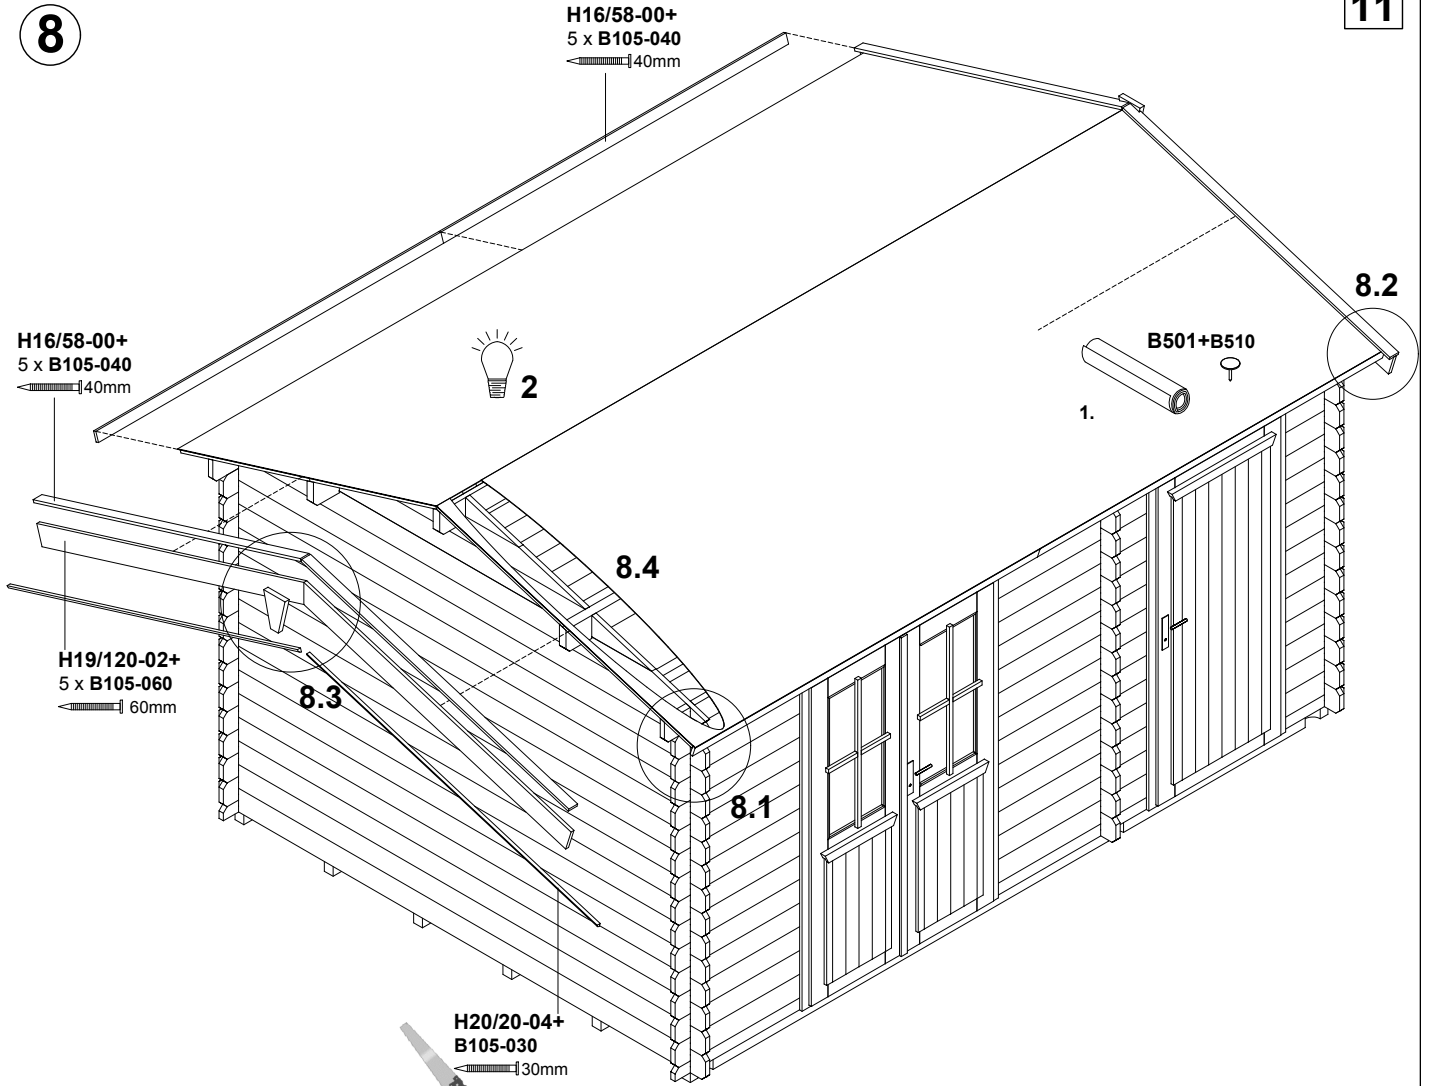 8
H16/58-00+
5 x B105-040
40mm
11
8.2
H16/58-00+
5 x B105-040
40mm
B501+B510
2
1.
8.4
H19/120-02+
5 x B105-060
60mm
8.3
8.1
H20/20-04+
B105-030
30mm